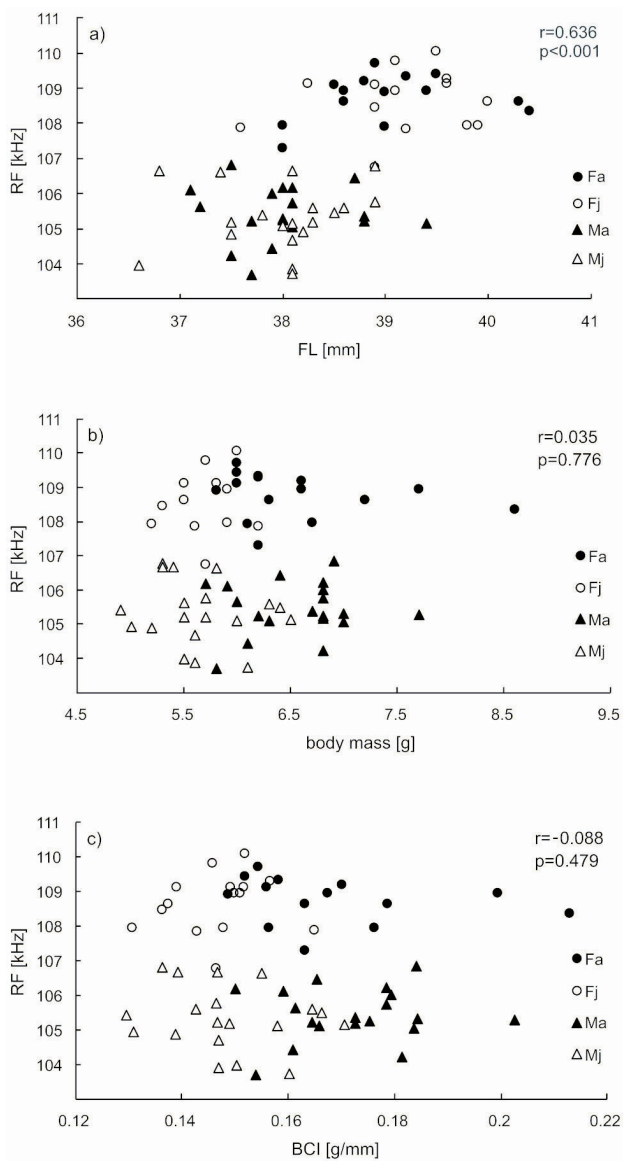 a)
r=0.636
p<0.001
111
110
109
108
107
106
105
104
RF [kHz]
Fa
Fj
Ma
Mj
36 37 38 39 40 41
FL [mm]
b)
r=0.035
p=0.776
111
110
109
108
107
106
105
104
RF [kHz]
Fa
Fj
Ma
Mj
4.5 5.5 6.5 7.5 8.5 9.5
body mass [g]
c)
r=-0.088
p=0.479
111
110
109
108
107
106
105
104
RF [kHz]
Fa
Fj
Ma
Mj
0.12 0.14 0.16 0.18 0.2 0.22
BCI [g/mm]